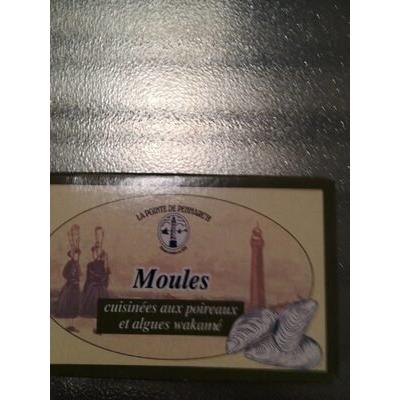 LA POINTE DE PENMARC'H
Moules
cuisinées aux poireaux
et algues wakamé